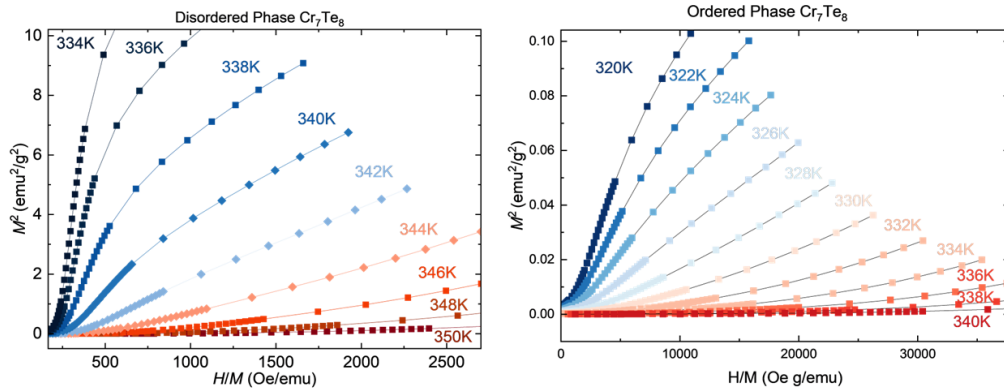 Disordered Phase Cr₇Te₈
10
8
6
4
2
0
M² (emu²/g²)
334K
336K
338K
340K
342K
344K
346K
348K
350K
500
1000
1500
2000
2500
H/M (Oe/emu)
Ordered Phase Cr₇Te₈
0.10
0.08
0.06
0.04
0.02
0.00
M² (emu²/g²)
320K
322K
324K
326K
328K
330K
332K
334K
336K
338K
340K
0
10000
20000
30000
H/M (Oe g/emu)